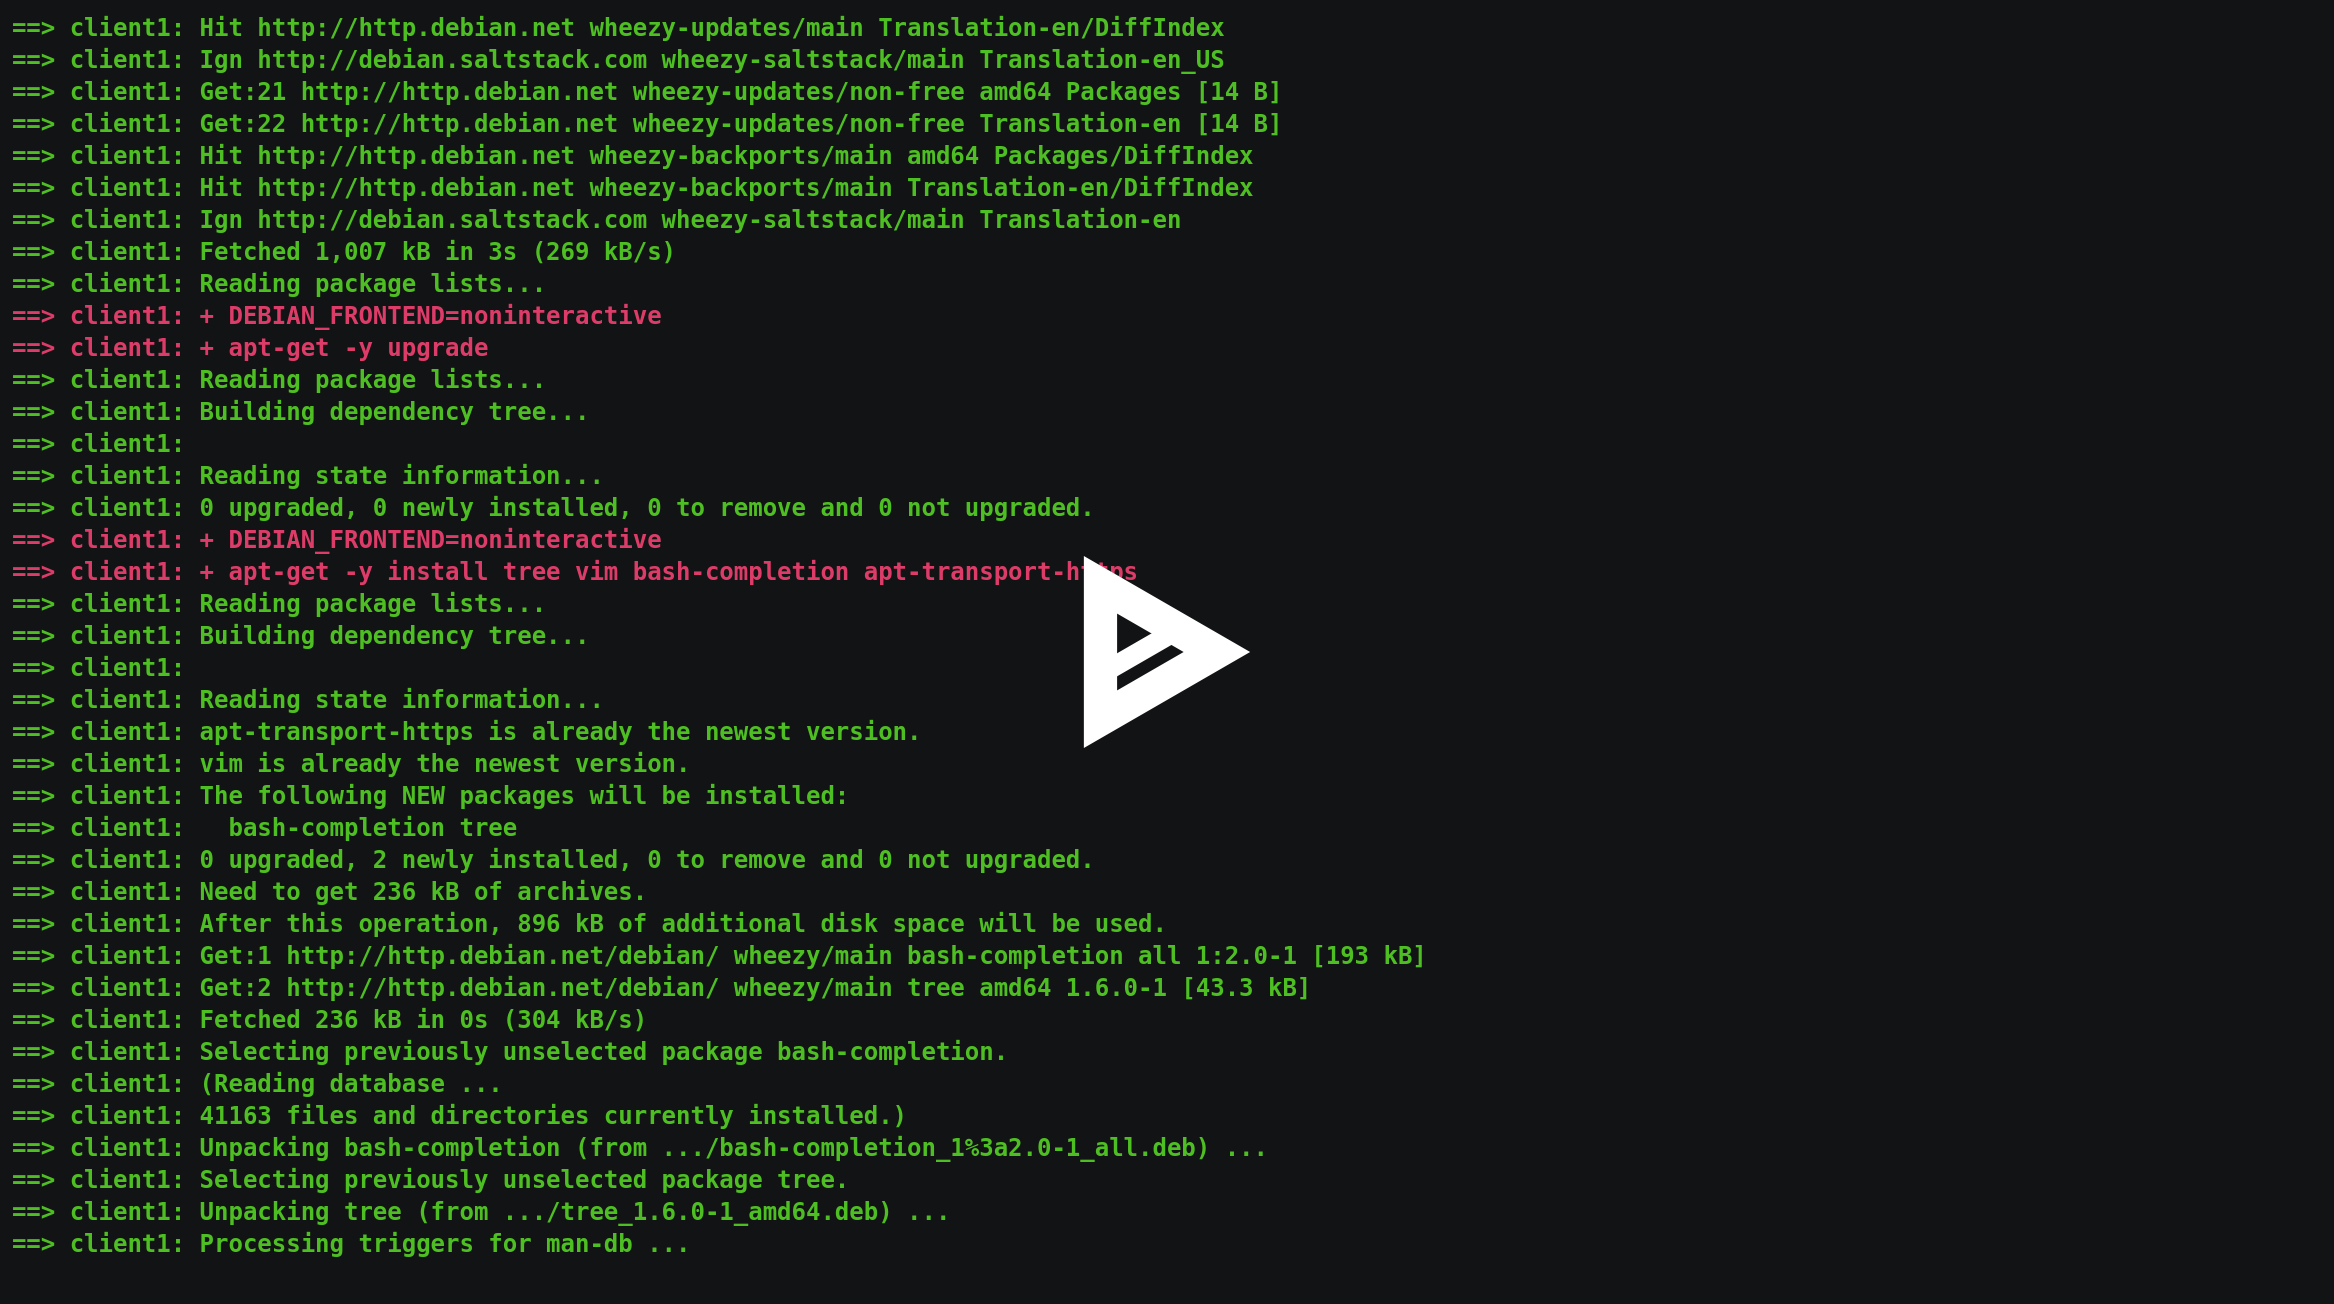 ==> client1: Hit http://http.debian.net wheezy-updates/main Translation-en/DiffIndex
==> client1: Ign http://debian.saltstack.com wheezy-saltstack/main Translation-en_US
==> client1: Get:21 http://http.debian.net wheezy-updates/non-free amd64 Packages [14 B]
==> client1: Get:22 http://http.debian.net wheezy-updates/non-free Translation-en [14 B]
==> client1: Hit http://http.debian.net wheezy-backports/main amd64 Packages/DiffIndex
==> client1: Hit http://http.debian.net wheezy-backports/main Translation-en/DiffIndex
==> client1: Ign http://debian.saltstack.com wheezy-saltstack/main Translation-en
==> client1: Fetched 1,007 kB in 3s (269 kB/s)
==> client1: Reading package lists...
==> client1: + DEBIAN_FRONTEND=noninteractive
==> client1: + apt-get -y upgrade
==> client1: Reading package lists...
==> client1: Building dependency tree...
==> client1:
==> client1: Reading state information...
==> client1: 0 upgraded, 0 newly installed, 0 to remove and 0 not upgraded.
==> client1: + DEBIAN_FRONTEND=noninteractive
==> client1: + apt-get -y install tree vim bash-completion apt-transport-https
==> client1: Reading package lists...
==> client1: Building dependency tree...
==> client1:
==> client1: Reading state information...
==> client1: apt-transport-https is already the newest version.
==> client1: vim is already the newest version.
==> client1: The following NEW packages will be installed:
==> client1:   bash-completion tree
==> client1: 0 upgraded, 2 newly installed, 0 to remove and 0 not upgraded.
==> client1: Need to get 236 kB of archives.
==> client1: After this operation, 896 kB of additional disk space will be used.
==> client1: Get:1 http://http.debian.net/debian/ wheezy/main bash-completion all 1:2.0-1 [193 kB]
==> client1: Get:2 http://http.debian.net/debian/ wheezy/main tree amd64 1.6.0-1 [43.3 kB]
==> client1: Fetched 236 kB in 0s (304 kB/s)
==> client1: Selecting previously unselected package bash-completion.
==> client1: (Reading database ...
==> client1: 41163 files and directories currently installed.)
==> client1: Unpacking bash-completion (from .../bash-completion_1%3a2.0-1_all.deb) ...
==> client1: Selecting previously unselected package tree.
==> client1: Unpacking tree (from .../tree_1.6.0-1_amd64.deb) ...
==> client1: Processing triggers for man-db ...